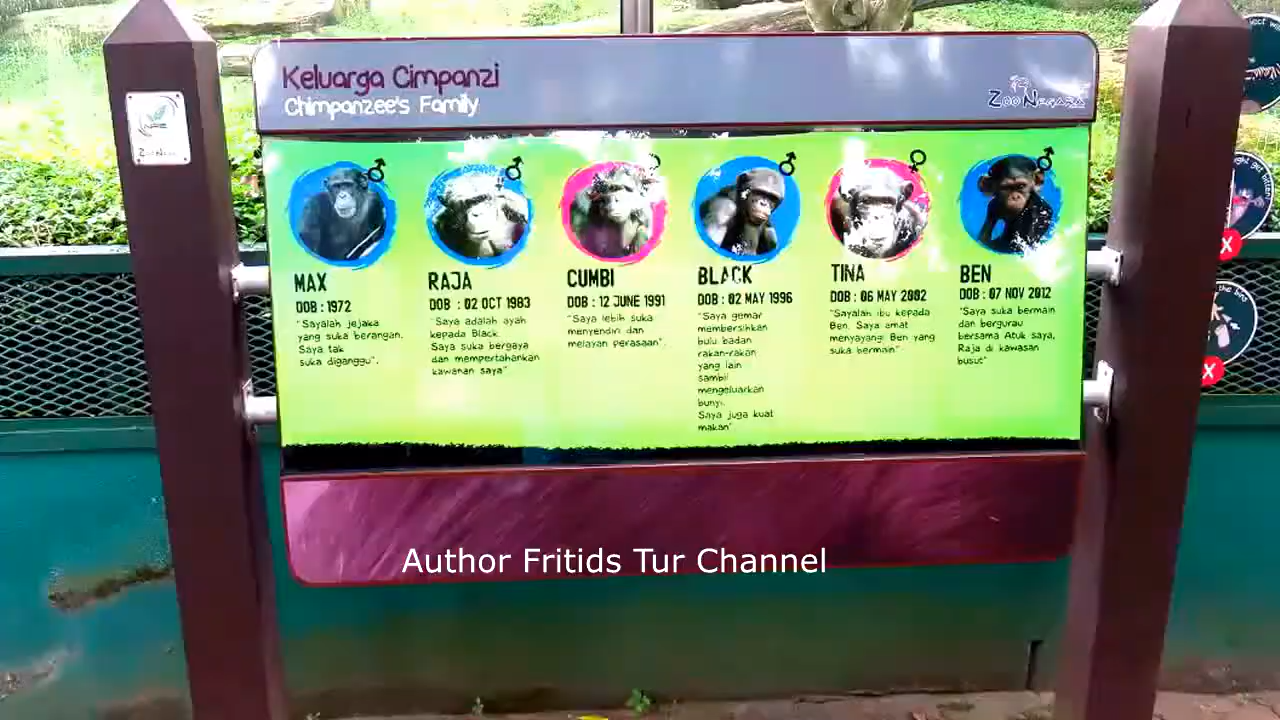 Keluarga Cimpanzi
Chimpanzee's Family
Zoo Negara
MAX
DOB : 1972
"Sayalah jejaka
yang suka berangan.
Saya tak
suka diganggu".
RAJA
DOB : 02 OCT 1983
"Saya adalah ayah
kepada Black.
Saya suka bergaya
dan mempertahankan
kawanan saya"
CUMBI
DOB : 12 JUNE 1991
"Saya lebih suka
menyendiri dan
melayan perasaan".
BLACK
DOB : 02 MAY 1996
"Saya gemar
membersihkan
bulu badan
rakan-rakan
yang lain
sambil
mengeluarkan
bunyi.
Saya juga kuat
makan"
TINA
DOB : 06 MAY 2002
"Sayalah ibu kepada
Ben. Saya amat
menyayangi Ben yang
suka bermain"
BEN
DOB : 07 NOV 2012
"Saya suka bermain
dan bergurau
bersama Atuk saya,
Raja di kawasan
busut"
Author Fritids Tur Channel